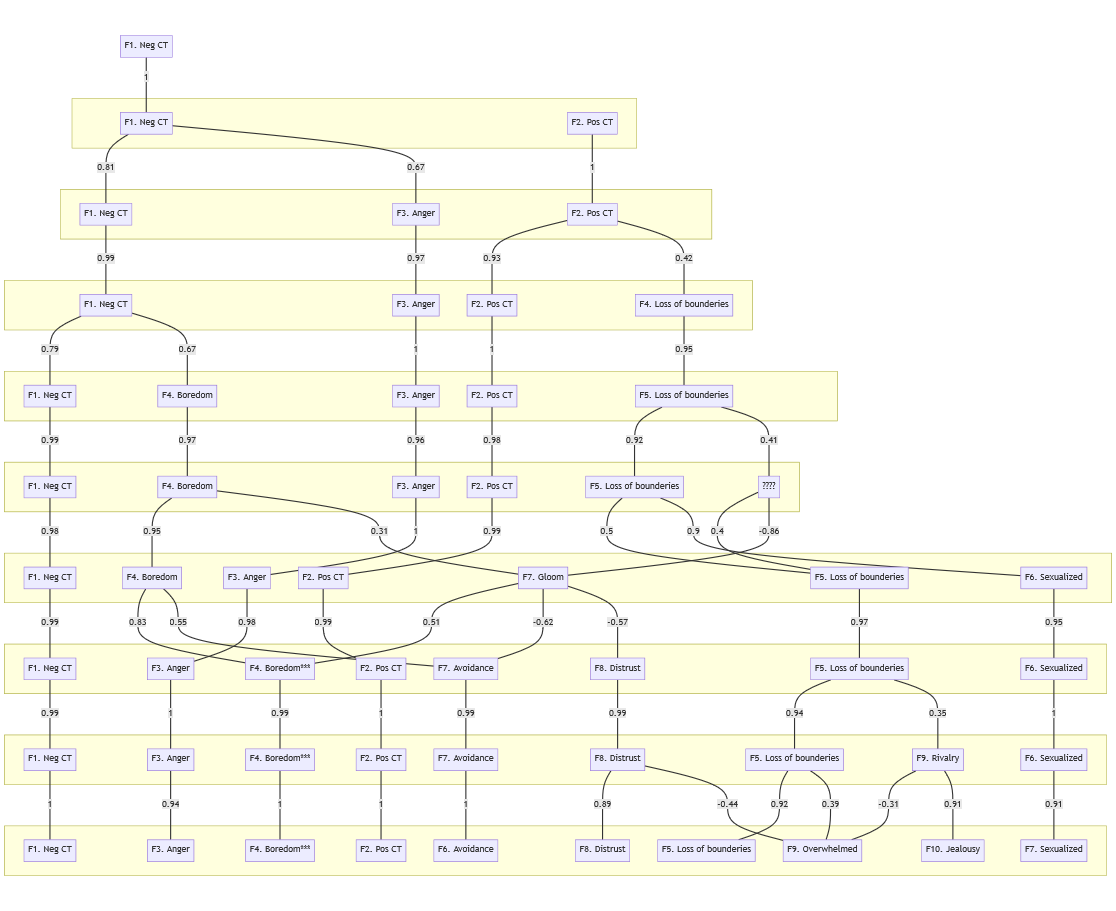 F1. Neg CT
1
F1. Neg CT
F2. Pos CT
0.81
0.67
1
F1. Neg CT
F3. Anger
F2. Pos CT
0.99
0.97
0.93
0.42
F1. Neg CT
F3. Anger
F2. Pos CT
F4. Loss of bounderies
0.79
0.67
1
1
0.95
F1. Neg CT
F4. Boredom
F3. Anger
F2. Pos CT
F5. Loss of bounderies
0.99
0.97
0.96
0.98
0.92
0.41
F1. Neg CT
F4. Boredom
F3. Anger
F2. Pos CT
F5. Loss of bounderies
????
0.98
0.95
0.31
1
0.99
0.5
0.9
0.4
-0.86
F1. Neg CT
F4. Boredom
F3. Anger
F2. Pos CT
F7. Gloom
F5. Loss of bounderies
F6. Sexualized
0.99
0.83
0.55
0.98
0.99
0.51
-0.62
-0.57
0.97
0.95
F1. Neg CT
F3. Anger
F4. Boredom***
F2. Pos CT
F7. Avoidance
F8. Distrust
F5. Loss of bounderies
F6. Sexualized
0.99
1
0.99
1
0.99
0.99
0.94
0.35
1
F1. Neg CT
F3. Anger
F4. Boredom***
F2. Pos CT
F7. Avoidance
F8. Distrust
F5. Loss of bounderies
F9. Rivalry
F6. Sexualized
1
0.94
1
1
1
0.89
-0.44
0.92
0.39
-0.31
0.91
0.91
F1. Neg CT
F3. Anger
F4. Boredom***
F2. Pos CT
F6. Avoidance
F8. Distrust
F5. Loss of bounderies
F9. Overwhelmed
F10. Jealousy
F7. Sexualized